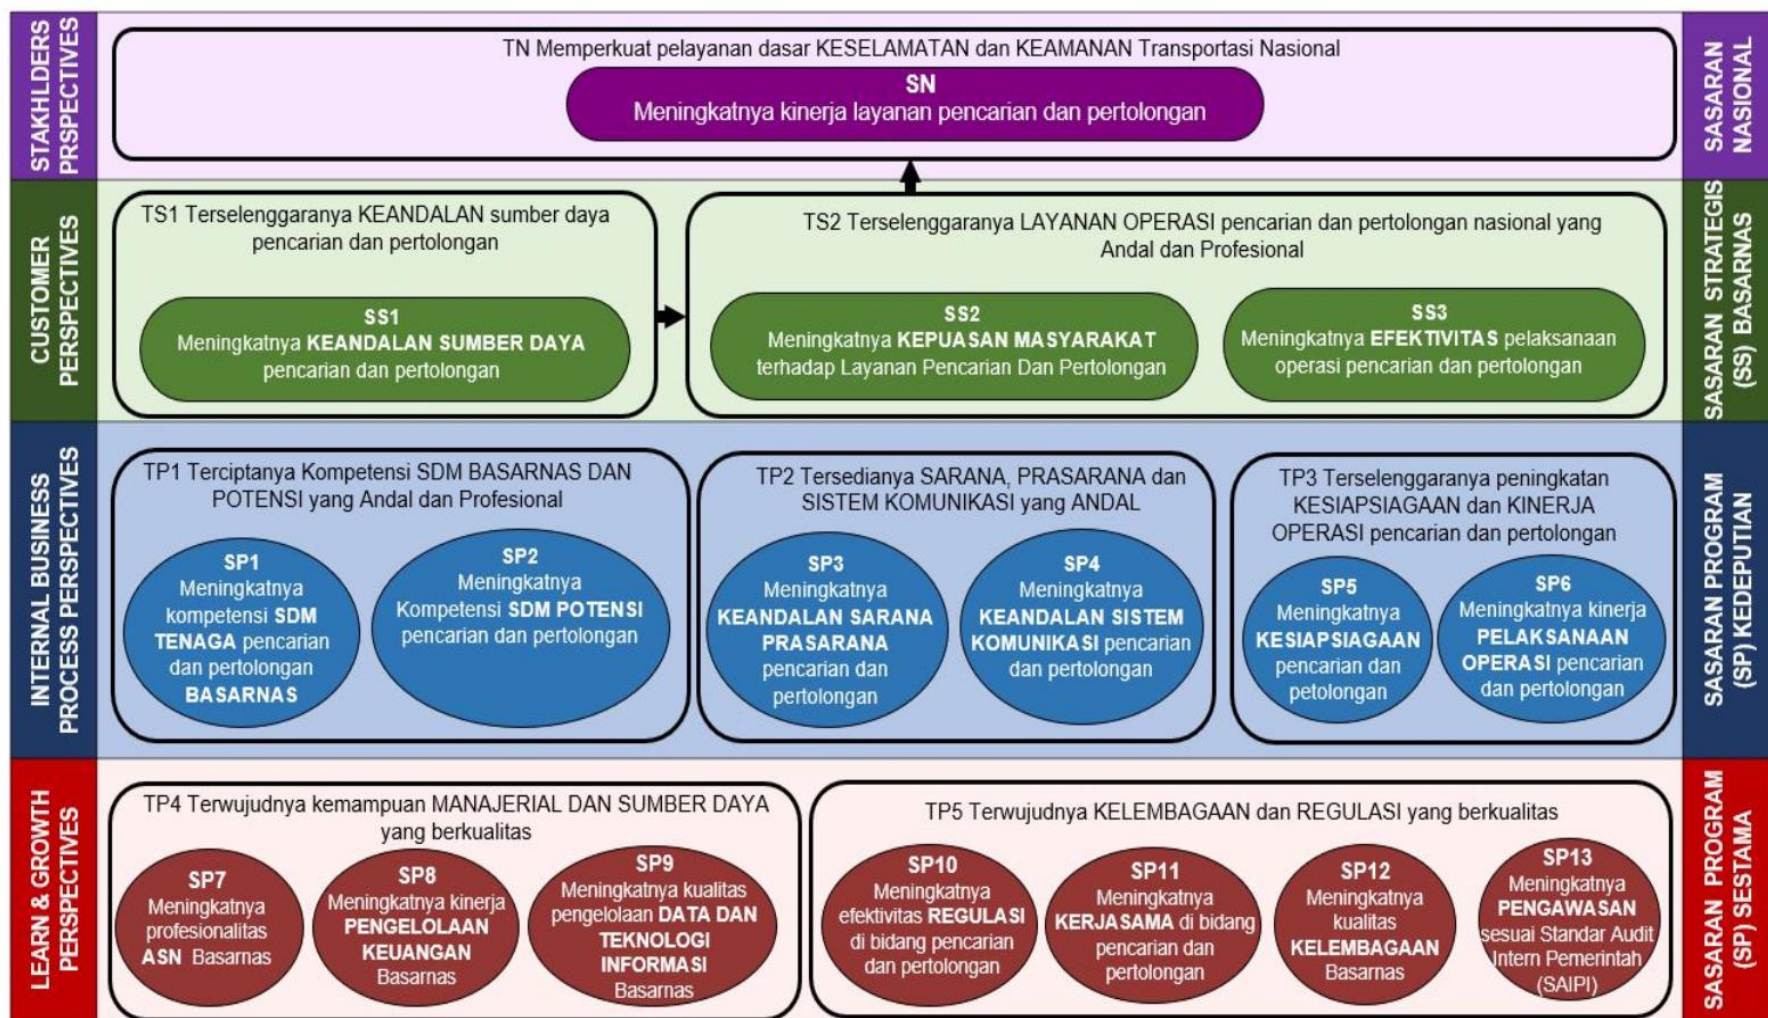 STAKHLDERS
PRSPECTIVES
TN Memperkuat pelayanan dasar KESELAMATAN dan KEAMANAN Transportasi Nasional
SN
Meningkatnya kinerja layanan pencarian dan pertolongan
SASARAN
NASIONAL
CUSTOMER
PERSPECTIVES
TS1 Terselenggaranya KEANDALAN sumber daya
pencarian dan pertolongan
SS1
Meningkatnya KEANDALAN SUMBER DAYA
pencarian dan pertolongan
TS2 Terselenggaranya LAYANAN OPERASI pencarian dan pertolongan nasional yang
Andal dan Profesional
SS2
Meningkatnya KEPUASAN MASYARAKAT
terhadap Layanan Pencarian Dan Pertolongan
SS3
Meningkatnya EFEKTIVITAS pelaksanaan
operasi pencarian dan pertolongan
SASARAN STRATEGIS
(SS) BASARNAS
INTERNAL BUSINESS
PROCESS PERSPECTIVES
TP1 Terciptanya Kompetensi SDM BASARNAS DAN
POTENSI yang Andal dan Profesional
SP1
Meningkatnya
kompetensi SDM
TENAGA pencarian
dan pertolongan
BASARNAS
SP2
Meningkatnya
Kompetensi SDM POTENSI
pencarian dan pertolongan
TP2 Tersedianya SARANA, PRASARANA dan
SISTEM KOMUNIKASI yang ANDAL
SP3
Meningkatnya
KEANDALAN SARANA
PRASARANA
pencarian dan
pertolongan
SP4
Meningkatnya
KEANDALAN SISTEM
KOMUNIKASI pencarian
dan pertolongan
TP3 Terselenggaranya peningkatan
KESIAPSIAGAAN dan KINERJA
OPERASI pencarian dan pertolongan
SP5
Meningkatnya
KESIAPSIAGAAN
pencarian dan
petolongan
SP6
Meningkatnya kinerja
PELAKSANAAN
OPERASI pencarian
dan pertolongan
SASARAN PROGRAM
(SP) KEDEPUTIAN
LEARN & GROWTH
PERSPECTIVES
TP4 Terwujudnya kemampuan MANAJERIAL DAN SUMBER DAYA
yang berkualitas
SP7
Meningkatnya
profesionalitas
ASN Basarnas
SP8
Meningkatnya kinerja
PENGELOLAAN
KEUANGAN
Basarnas
SP9
Meningkatnya kualitas
pengelolaan DATA DAN
TEKNOLOGI
INFORMASI
Basarnas
TP5 Terwujudnya KELEMBAGAAN dan REGULASI yang berkualitas
SP10
Meningkatnya
efektivitas REGULASI
di bidang pencarian
dan pertolongan
SP11
Meningkatnya
KERJASAMA di bidang
pencarian dan
pertolongan
SP12
Meningkatnya
kualitas
KELEMBAGAAN
Basarnas
SP13
Meningkatnya
PENGAWASAN
sesuai Standar Audit
Intern Pemerintah
(SAIPI)
SASARAN PROGRAM
(SP) SESTAMA